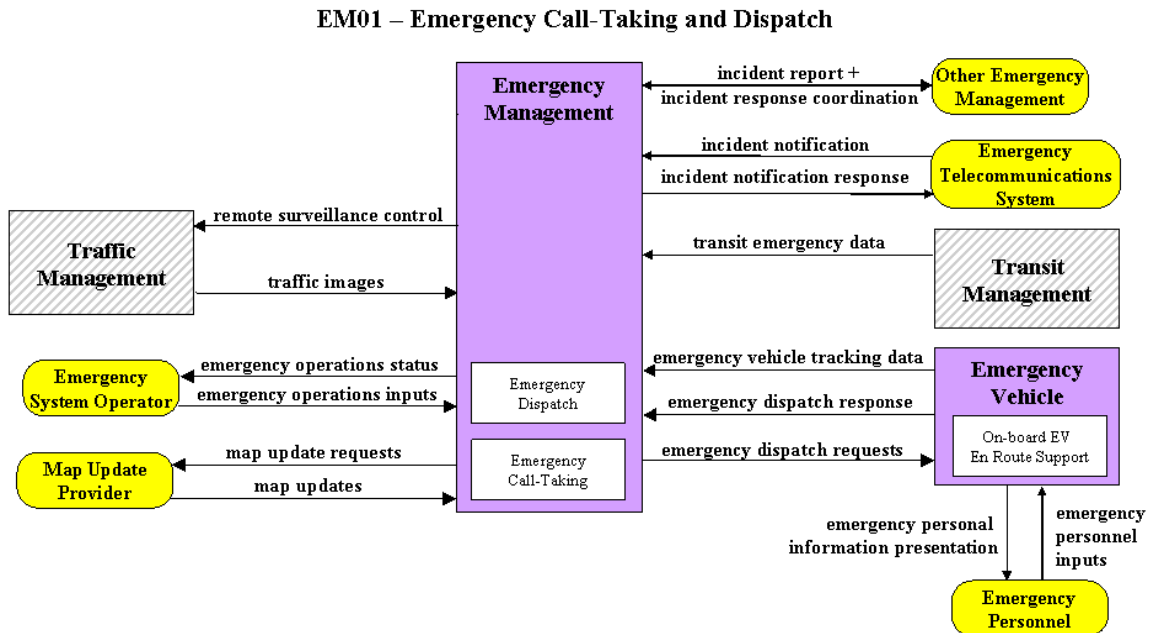 EM01 – Emergency Call-Taking and Dispatch
Emergency
Management
incident report +
incident response coordination
Other Emergency
Management
incident notification
incident notification response
Emergency
Telecommunications
System
remote surveillance control
Traffic
Management
traffic images
transit emergency data
Transit
Management
emergency operations status
Emergency
System Operator
emergency operations inputs
Emergency
Dispatch
emergency vehicle tracking data
emergency dispatch response
Emergency
Vehicle
On-board EV
En Route Support
map update requests
Map Update
Provider
map updates
Emergency
Call-Taking
emergency dispatch requests
emergency personal
information presentation
emergency
personnel
inputs
Emergency
Personnel